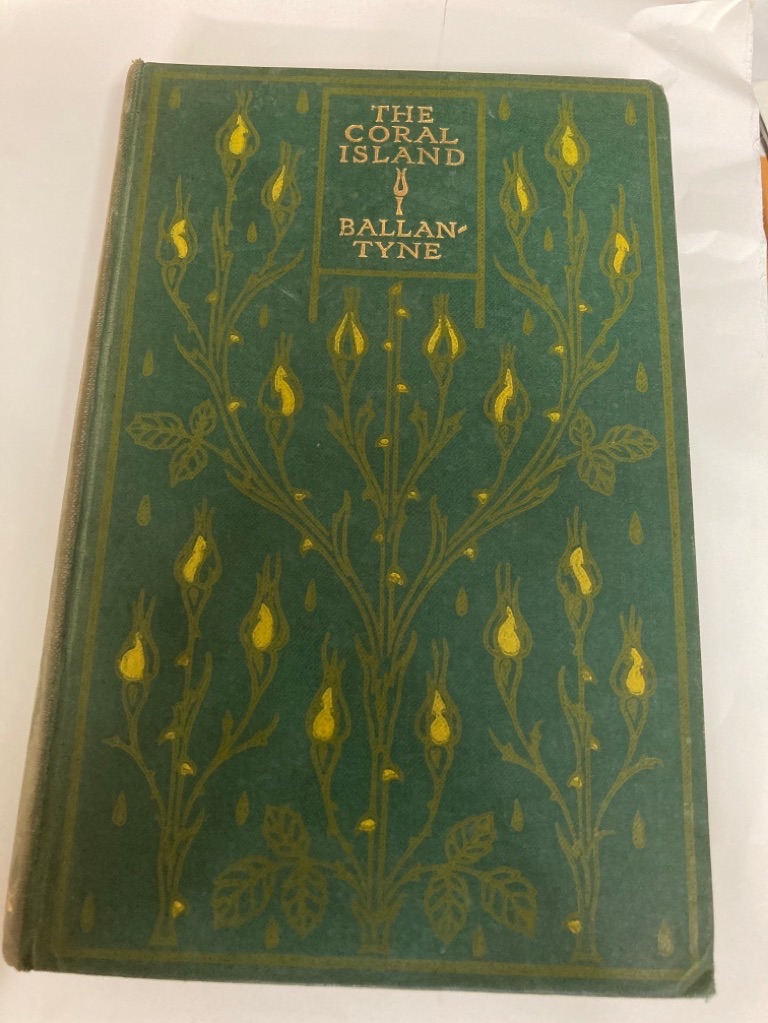 THE
CORAL
ISLAND
BALLAN-
TYNE